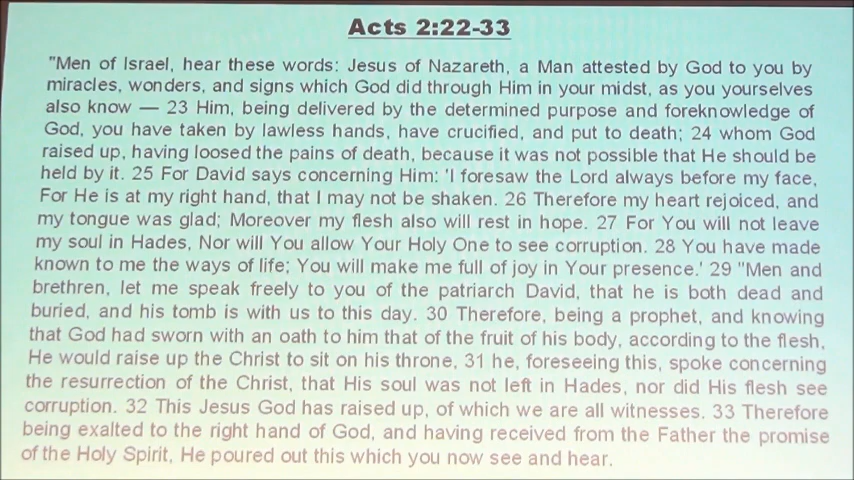 Acts 2:22-33
"Men of Israel, hear these words: Jesus of Nazareth, a Man attested by God to you by
miracles, wonders, and signs which God did through Him in your midst, as you yourselves
also know — 23 Him, being delivered by the determined purpose and foreknowledge of
God, you have taken by lawless hands, have crucified, and put to death; 24 whom God
raised up, having loosed the pains of death, because it was not possible that He should be
held by it. 25 For David says concerning Him: 'I foresaw the Lord always before my face,
For He is at my right hand, that I may not be shaken. 26 Therefore my heart rejoiced, and
my tongue was glad; Moreover my flesh also will rest in hope. 27 For You will not leave
my soul in Hades, Nor will You allow Your Holy One to see corruption. 28 You have made
known to me the ways of life; You will make me full of joy in Your presence.' 29 "Men and
brethren, let me speak freely to you of the patriarch David, that he is both dead and
buried, and his tomb is with us to this day. 30 Therefore, being a prophet, and knowing
that God had sworn with an oath to him that of the fruit of his body, according to the flesh,
He would raise up the Christ to sit on his throne, 31 he, foreseeing this, spoke concerning
the resurrection of the Christ, that His soul was not left in Hades, nor did His flesh see
corruption. 32 This Jesus God has raised up, of which we are all witnesses. 33 Therefore
being exalted to the right hand of God, and having received from the Father the promise
of the Holy Spirit, He poured out this which you now see and hear.